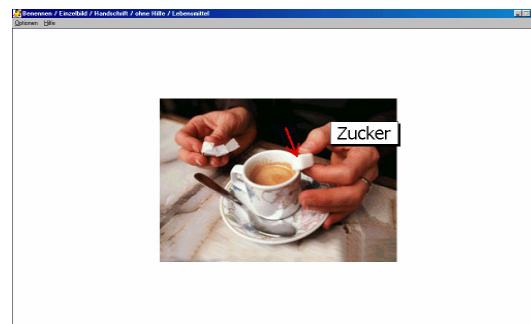 Benennen / Einzelbild / Handschrift / ohne Hilfe / Lebensmittel
Optionen Hilfe
Zucker